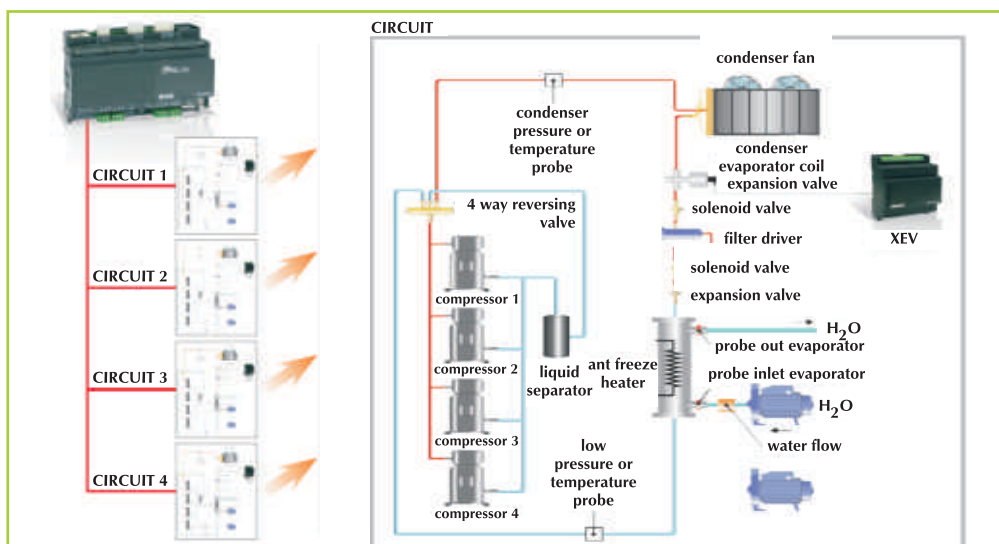 CIRCUIT
CIRCUIT 1
CIRCUIT 2
CIRCUIT 3
CIRCUIT 4
condenser fan
condenser
pressure or
temperature
probe
condenser
evaporator coil
expansion valve
4 way reversing
valve
solenoid valve
XEV
filter driver
solenoid valve
compressor 1
expansion valve
H2O
probe out evaporator
compressor 2
liquid
separator
ant freeze
heater
probe inlet evaporator
H2O
compressor 3
water flow
low
pressure or
temperature
probe
compressor 4